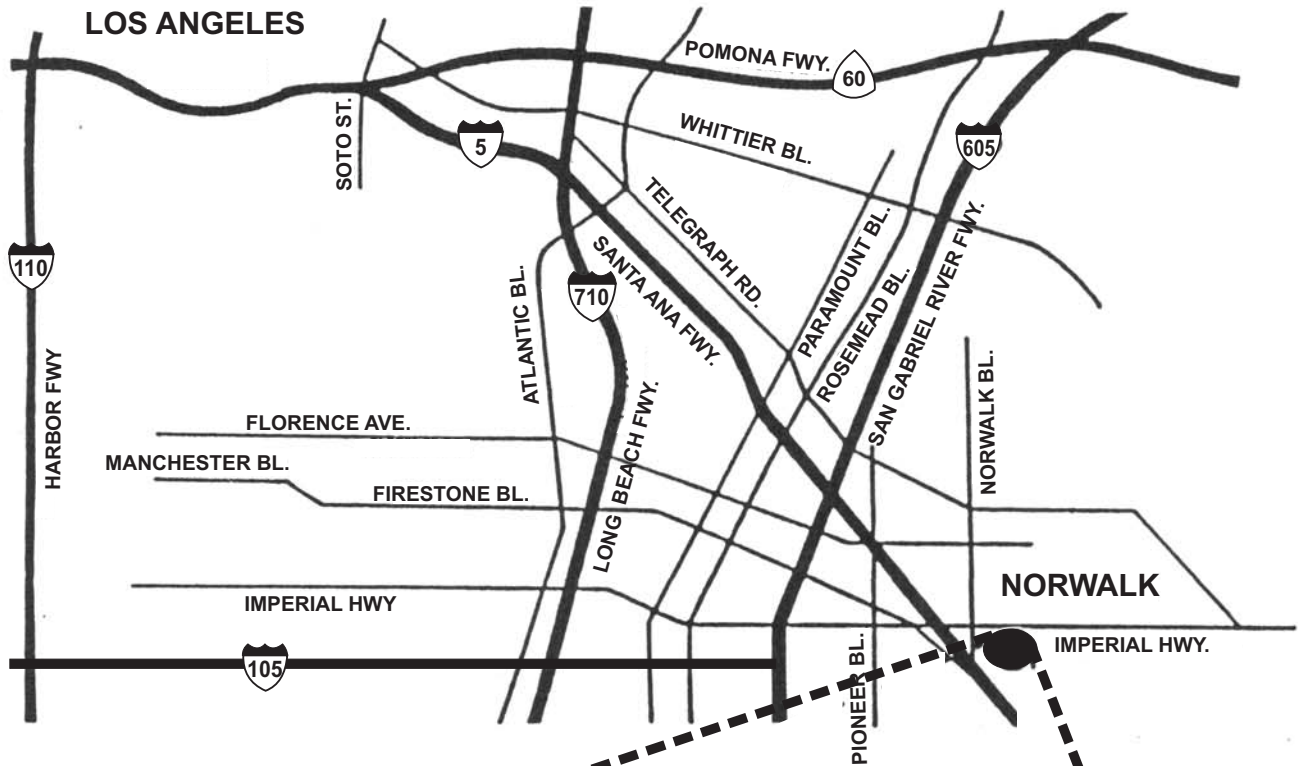 LOS ANGELES
POMONA FWY.
60
SOTO ST.
5
WHITTIER BL.
605
TELEGRAPH RD.
PARAMOUNT BL.
110
SANTA ANA FWY.
ROSEMEAD BL.
SAN GABRIEL RIVER FWY.
710
ATLANTIC BL.
HARBOR FWY
NORWALK BL.
LONG BEACH FWY.
FLORENCE AVE.
MANCHESTER BL.
FIRESTONE BL.
NORWALK
IMPERIAL HWY
IMPERIAL HWY.
105
PIONEER BL.